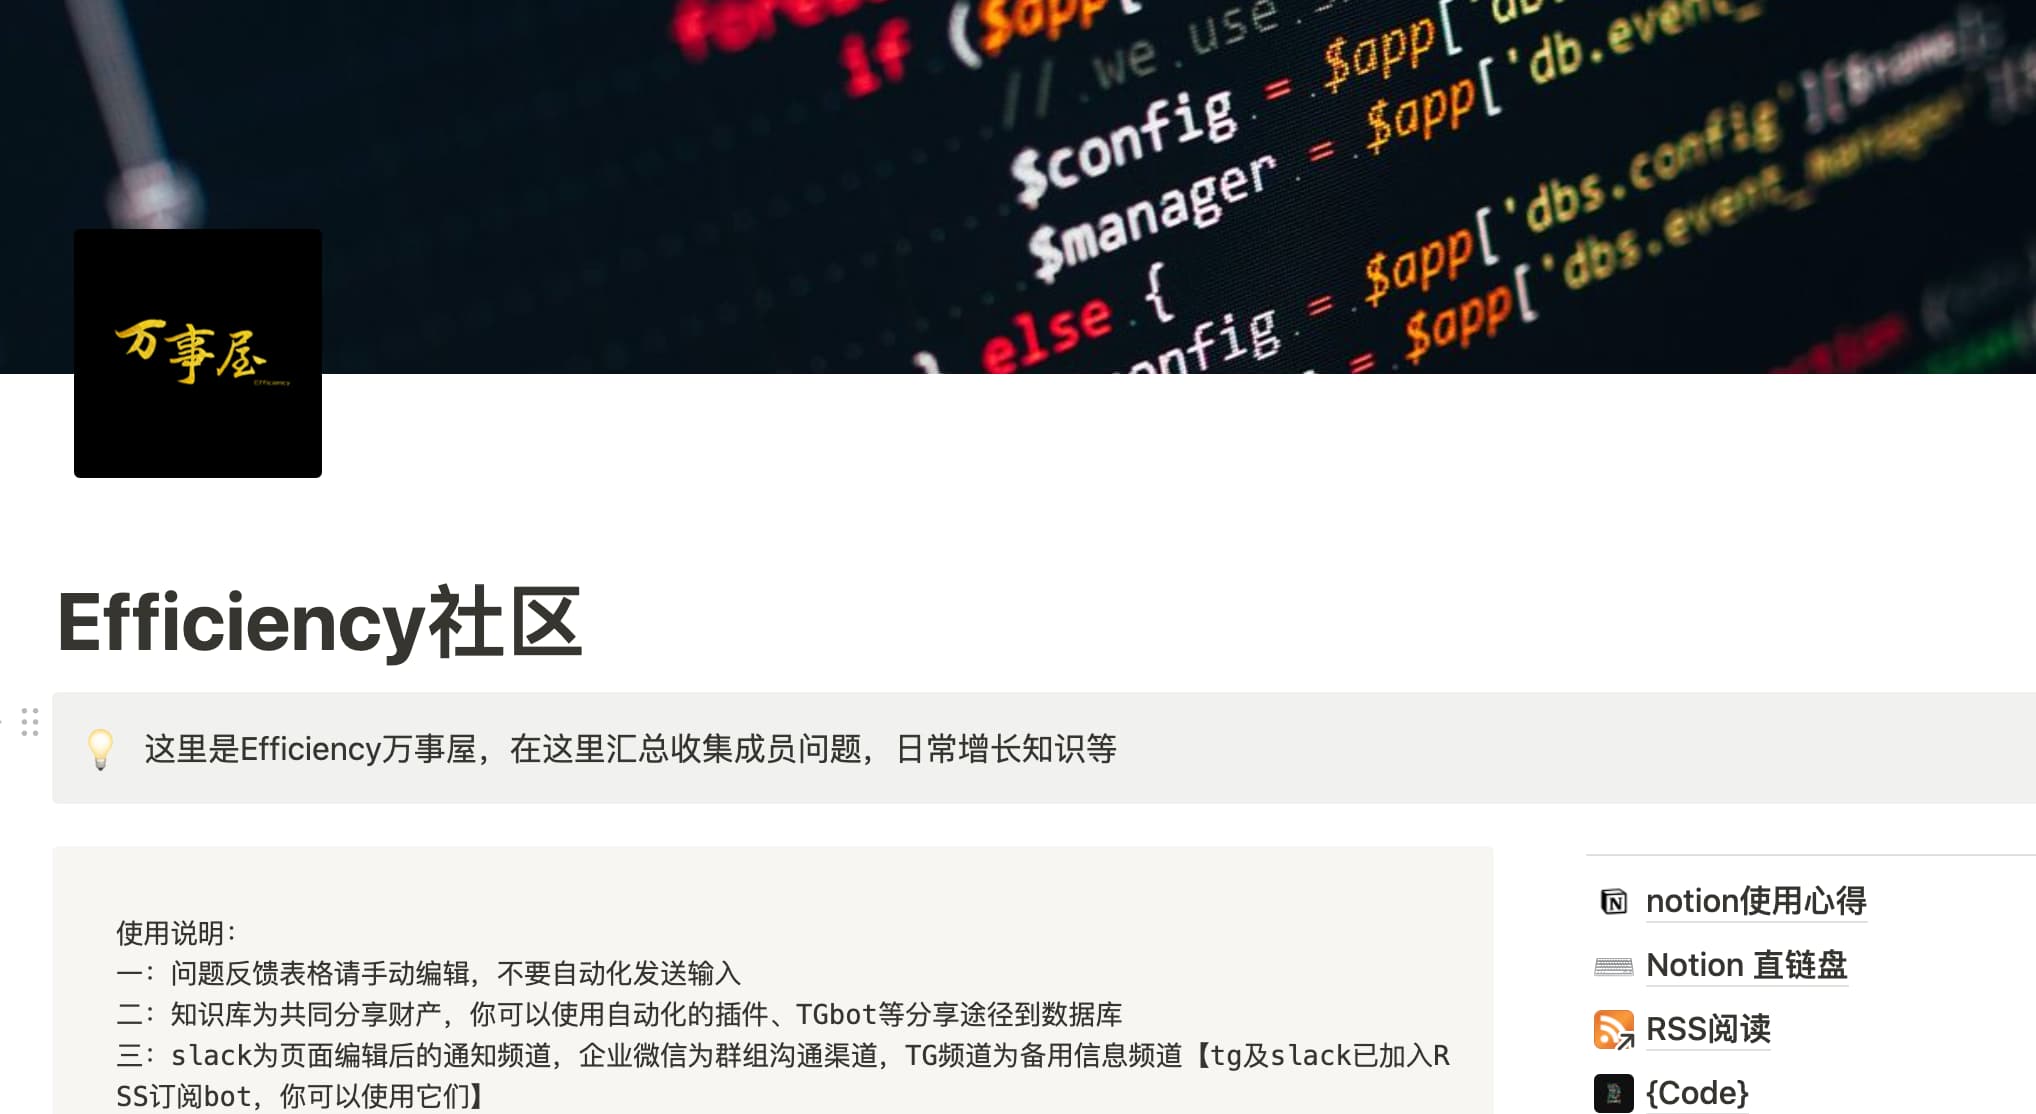 if ($app[
// we use
$config = $app['db.
$manager = $app['db.event_
} else {
$config = $app['dbs.config'][$name];
$manager = $app['dbs.event_manager'][$
万事屋
Efficiency
Efficiency社区
这里是Efficiency万事屋，在这里汇总收集成员问题，日常增长知识等
使用说明：
一：问题反馈表格请手动编辑，不要自动化发送输入
二：知识库为共同分享财产，你可以使用自动化的插件、TGbot等分享途径到数据库
三：slack为页面编辑后的通知频道，企业微信为群组沟通渠道，TG频道为备用信息频道【tg及slack已加入R
SS订阅bot，你可以使用它们】
notion使用心得
Notion 直链盘
RSS阅读
{Code}